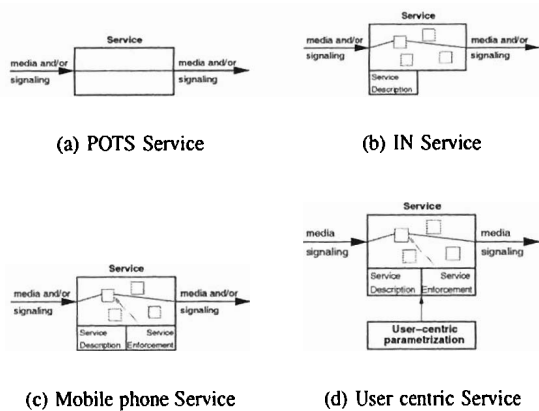 Service
media and/or
signaling
media and/or
signaling
(a) POTS Service
Service
media and/or
signaling
media and/or
signaling
Service
Description
(b) IN Service
Service
media and/or
signaling
media and/or
signaling
Service
Description
Service
Enforcement
(c) Mobile phone Service
Service
media
signaling
media
signaling
Service
Description
Service
Enforcement
User-centric
parametrization
(d) User centric Service